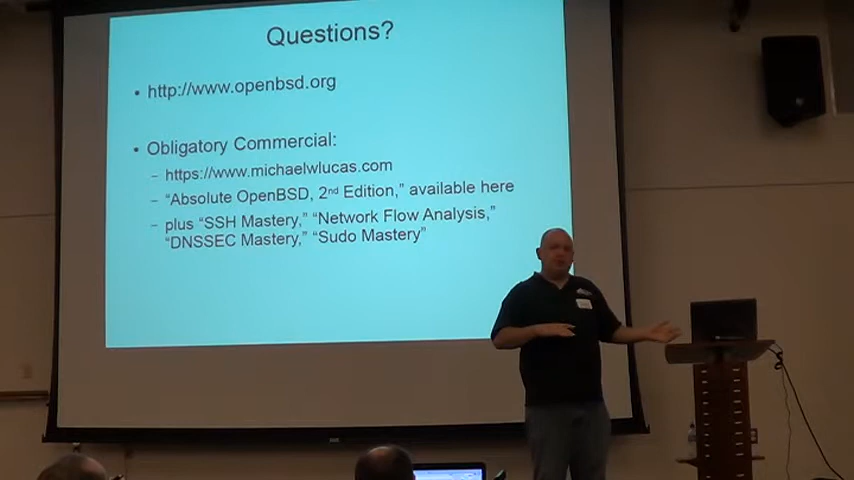 Questions?
• http://www.openbsd.org
• Obligatory Commercial:
– https://www.michaelwlucas.com
– “Absolute OpenBSD, 2nd Edition,” available here
– plus “SSH Mastery,” “Network Flow Analysis,”
“DNSSEC Mastery,” “Sudo Mastery”